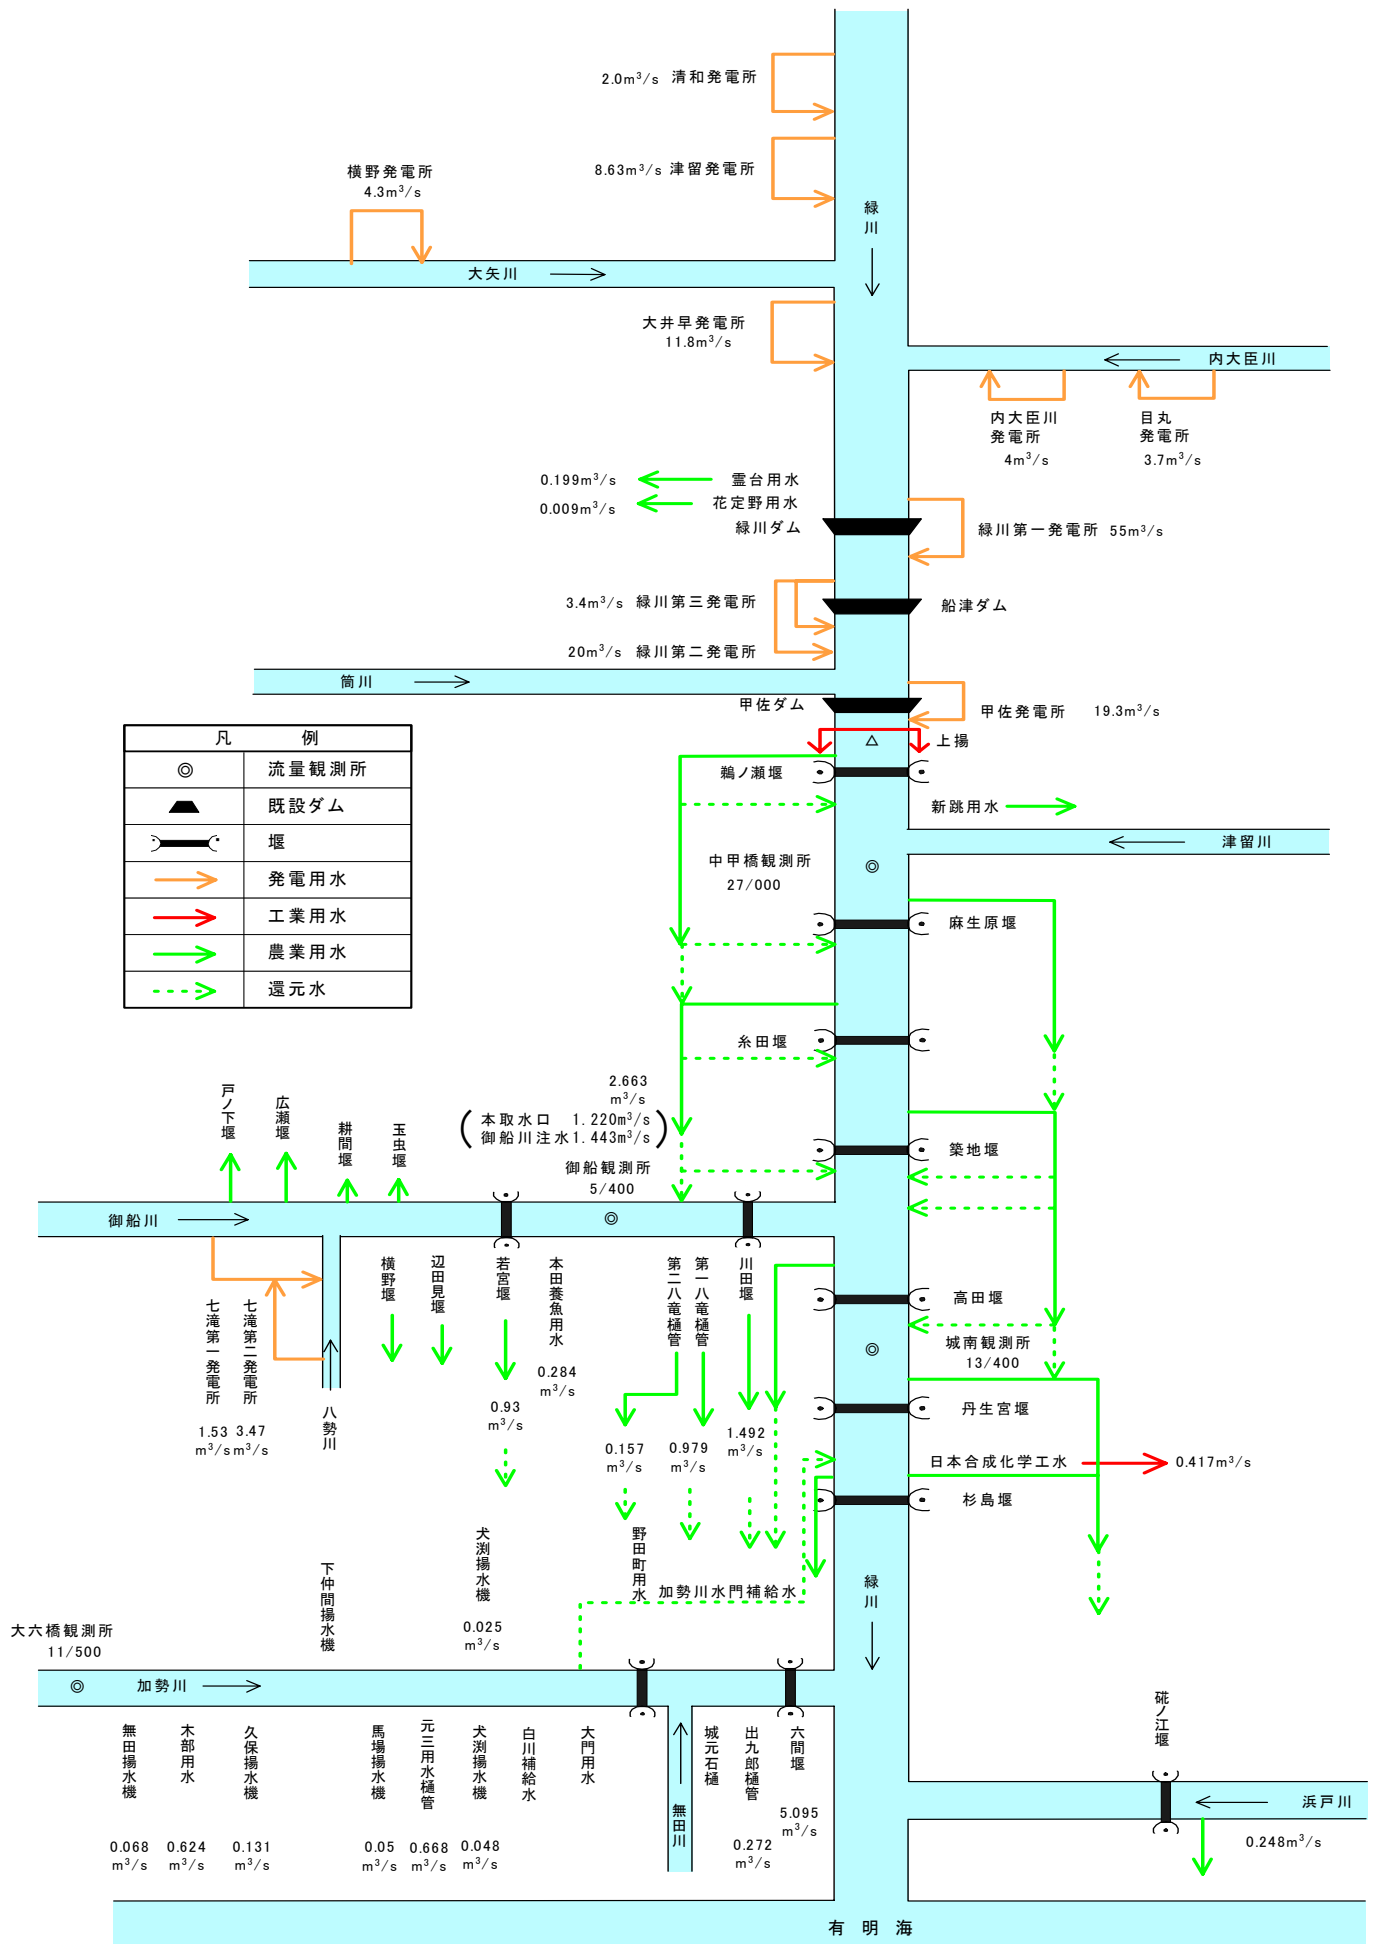 2.0m³/s 清和発電所
8.63m³/s 津留発電所
横野発電所
4.3m³/s
緑川
大矢川
大井早発電所
11.8m³/s
内大臣川
内大臣川
発電所
4m³/s
目丸
発電所
3.7m³/s
0.199m³/s 霊台用水
0.009m³/s 花定野用水
緑川ダム
緑川第一発電所 55m³/s
3.4m³/s 緑川第三発電所
船津ダム
20m³/s 緑川第二発電所
筒川
甲佐ダム
甲佐発電所 19.3m³/s
上揚
凡 例
流量観測所
既設ダム
堰
発電用水
工業用水
農業用水
還元水
鵜ノ瀬堰
新跳用水
津留川
中甲橋観測所
27/000
麻生原堰
糸田堰
2.663
m³/s
(本取水口 1.220m³/s
御船川注水1.443m³/s)
築地堰
御船観測所
5/400
戸ノ下堰
広瀬堰
耕間堰
玉虫堰
御船川
七滝第一発電所
1.53
m³/s
七滝第二発電所
3.47
m³/s
八勢川
横野堰
辺田見堰
若宮堰
0.93
m³/s
本田養魚用水
0.284
m³/s
第二八竜樋管
0.157
m³/s
第一八竜樋管
0.979
m³/s
川田堰
1.492
m³/s
高田堰
城南観測所
13/400
丹生宮堰
日本合成化学工水 0.417m³/s
杉島堰
野田町用水
加勢川水門補給水
犬渕揚水機
0.025
m³/s
下仲間揚水機
緑川
大六橋観測所
11/500
加勢川
無田揚水機
0.068
m³/s
木部用水
0.624
m³/s
久保揚水機
0.131
m³/s
馬場揚水機
0.05
m³/s
元三用水樋管
0.668
m³/s
犬渕揚水機
0.048
m³/s
白川補給水
大門用水
無田川
城元石樋
出九郎樋管
0.272
m³/s
六間堰
5.095
m³/s
硴ノ江堰
浜戸川
0.248m³/s
有明海